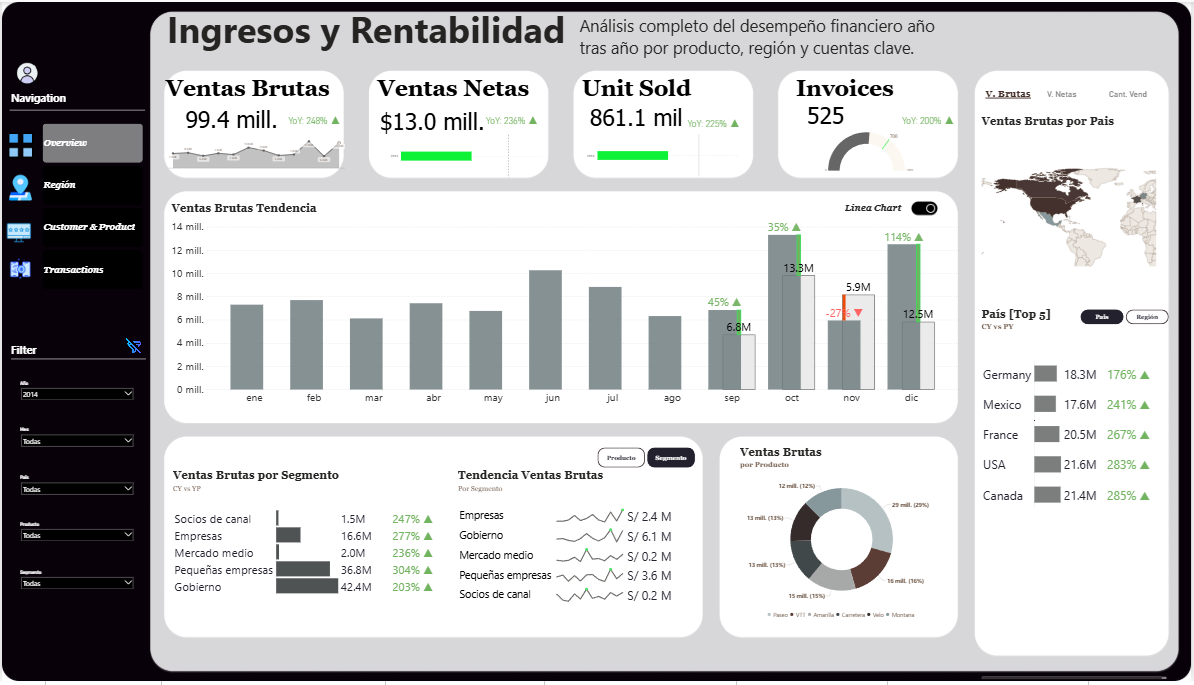 Ingresos y Rentabilidad
Análisis completo del desempeño financiero año
tras año por producto, región y cuentas clave.
Navigation
Overview
Región
Customer & Product
Transactions
Filter
Año
2014
Mes
Todas
País
Todas
Producto
Todas
Segmento
Todas
Ventas Brutas
99.4 mill.
YoY: 248% ▲
Ventas Netas
$13.0 mill.
YoY: 236% ▲
Unit Sold
861.1 mil
YoY: 225% ▲
Invoices
525
YoY: 200% ▲
700
Ventas Brutas Tendencia
Linea Chart
14 mill.
12 mill.
10 mill.
8 mill.
6 mill.
4 mill.
2 mill.
0 mill.
45% ▲
6.8M
35% ▲
13.3M
-27% ▼
5.9M
114% ▲
12.5M
ene feb mar abr may jun jul ago sep oct nov dic
Producto
Segmento
Ventas Brutas por Segmento
CY vs YP
Socios de canal 1.5M 247% ▲
Empresas 16.6M 277% ▲
Mercado medio 2.0M 236% ▲
Pequeñas empresas 36.8M 304% ▲
Gobierno 42.4M 203% ▲
Tendencia Ventas Brutas
Por Segmento
Empresas S/ 2.4 M
Gobierno S/ 6.1 M
Mercado medio S/ 0.2 M
Pequeñas empresas S/ 3.6 M
Socios de canal S/ 0.2 M
Ventas Brutas
por Producto
12 mill. (12%)
29 mill. (29%)
13 mill. (13%)
13 mill. (13%)
16 mill. (16%)
15 mill. (15%)
Paseo VTT Amarilla Carretera Velo Montana
V. Brutas V. Netas Cant. Vend
Ventas Brutas por Pais
País [Top 5]
CY vs PY
País
Región
Germany 18.3M 176% ▲
Mexico 17.6M 241% ▲
France 20.5M 267% ▲
USA 21.6M 283% ▲
Canada 21.4M 285% ▲